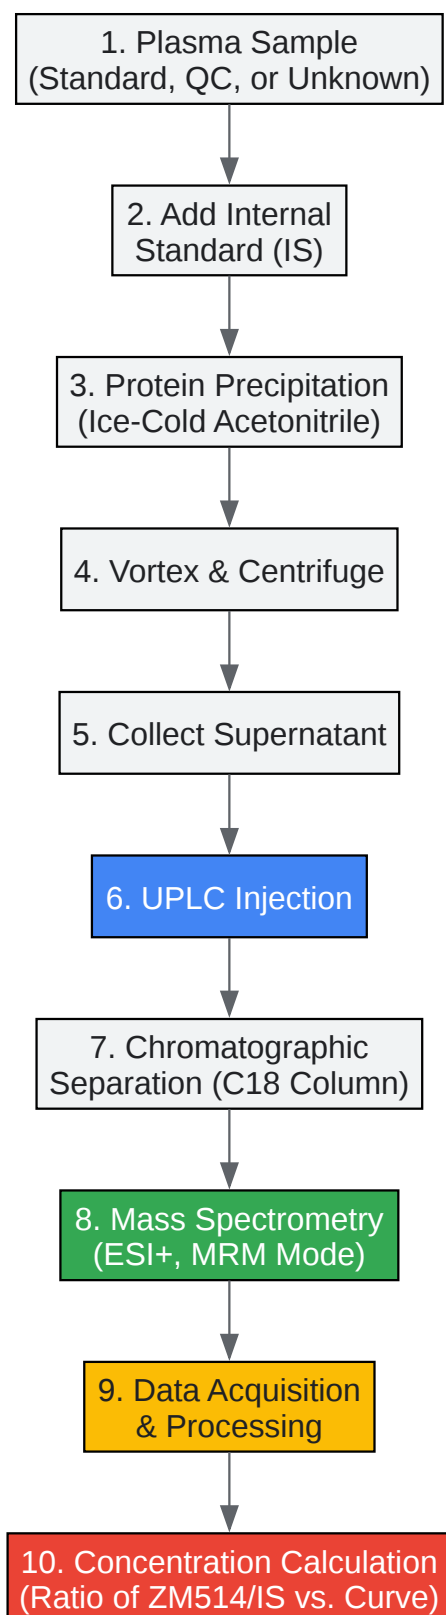 1. Plasma Sample
(Standard, QC, or Unknown)
2. Add Internal
Standard (IS)
3. Protein Precipitation
(Ice-Cold Acetonitrile)
4. Vortex & Centrifuge
5. Collect Supernatant
6. UPLC Injection
7. Chromatographic
Separation (C18 Column)
8. Mass Spectrometry
(ESI+, MRM Mode)
9. Data Acquisition
& Processing
10. Concentration Calculation
(Ratio of ZM514/IS vs. Curve)